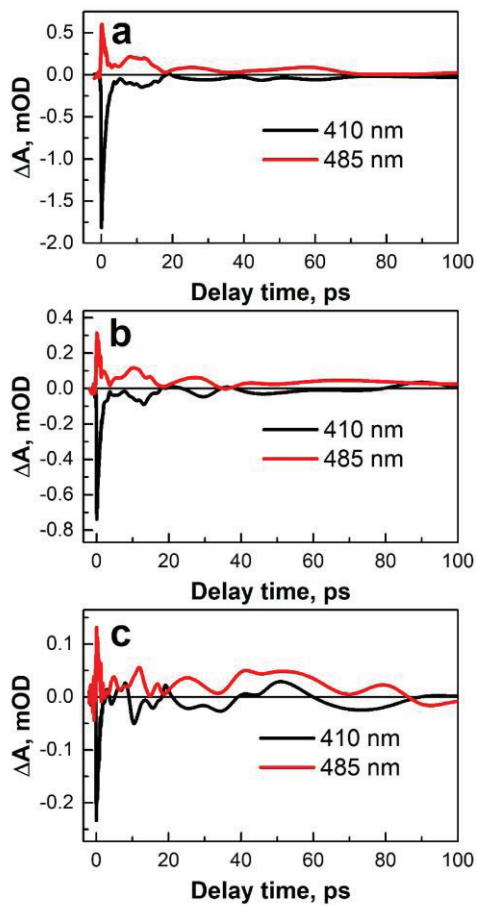 a
0.5
0.0
-0.5
-1.0
-1.5
-2.0
ΔA, mOD
410 nm
485 nm
0 20 40 60 80 100
Delay time, ps
b
0.4
0.2
0.0
-0.2
-0.4
-0.6
-0.8
ΔA, mOD
410 nm
485 nm
0 20 40 60 80 100
Delay time, ps
c
0.1
0.0
-0.1
-0.2
ΔA, mOD
410 nm
485 nm
0 20 40 60 80 100
Delay time, ps